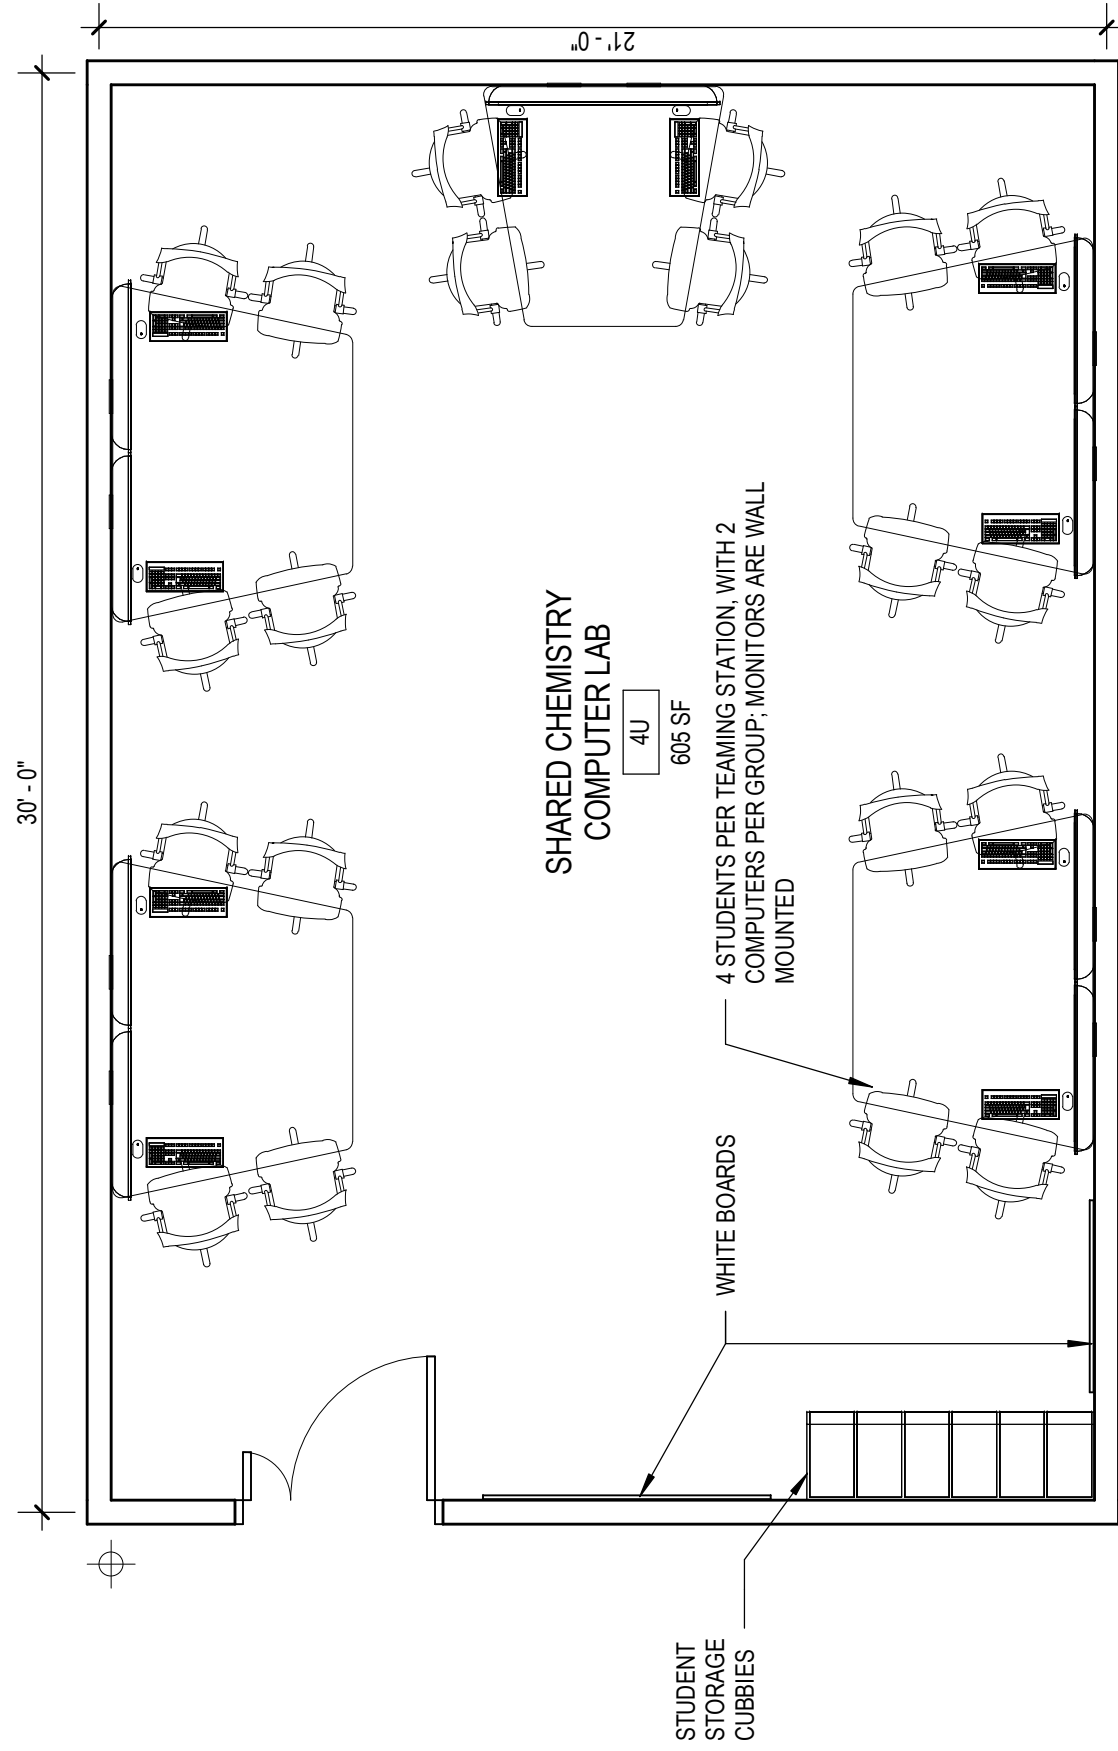 30' - 0"
21' - 0"
SHARED CHEMISTRY
COMPUTER LAB
4U
605 SF
4 STUDENTS PER TEAMING STATION, WITH 2
COMPUTERS PER GROUP; MONITORS ARE WALL
MOUNTED
WHITE BOARDS
STUDENT
STORAGE
CUBBIES